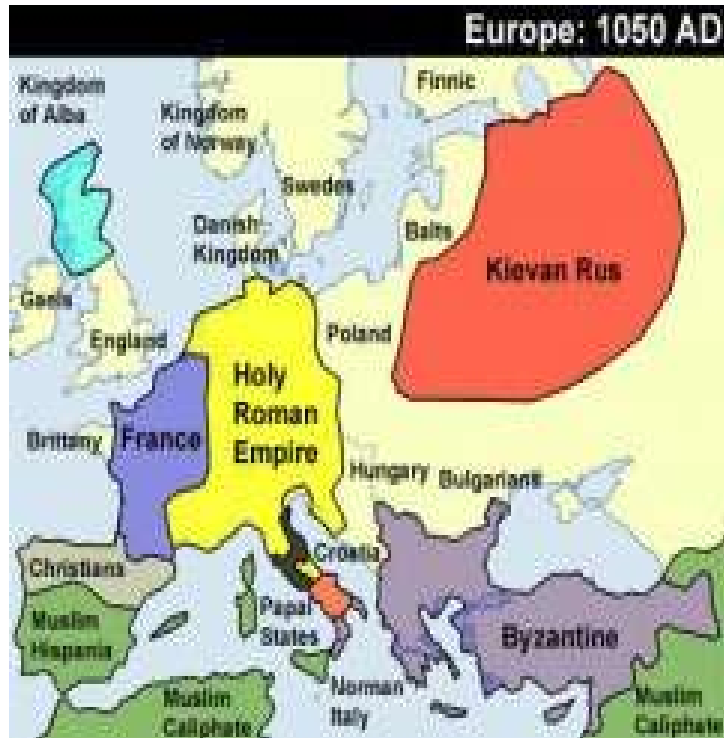 Europe: 1050 AD
Kingdom
of Alba
Kingdom
of Norway
Finnic
Swedes
Danish
Kingdom
Balts
Kievan Rus
Gaels
England
Poland
Holy
Roman
Empire
Brittany
France
Hungary
Bulgarians
Croatia
Christians
Papal
States
Muslim
Hispania
Byzantine
Norman
Italy
Muslim
Caliphate
Muslim
Caliphate